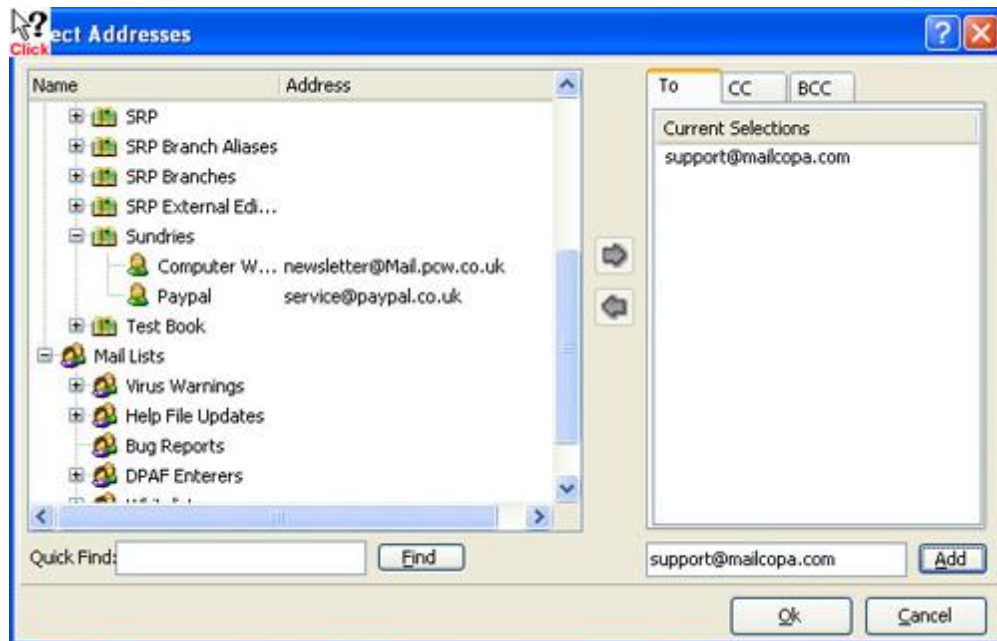 ?
Click
ect Addresses
?
Name Address
SRP
SRP Branch Aliases
SRP Branches
SRP External Edi...
Sundries
Computer W... newsletter@Mail.pcw.co.uk
Paypal service@paypal.co.uk
Test Book
Mail Lists
Virus Warnings
Help File Updates
Bug Reports
DPAF Enterers
Quick Find:
Find
To CC BCC
Current Selections
support@mailcopa.com
support@mailcopa.com
Add
Ok Cancel